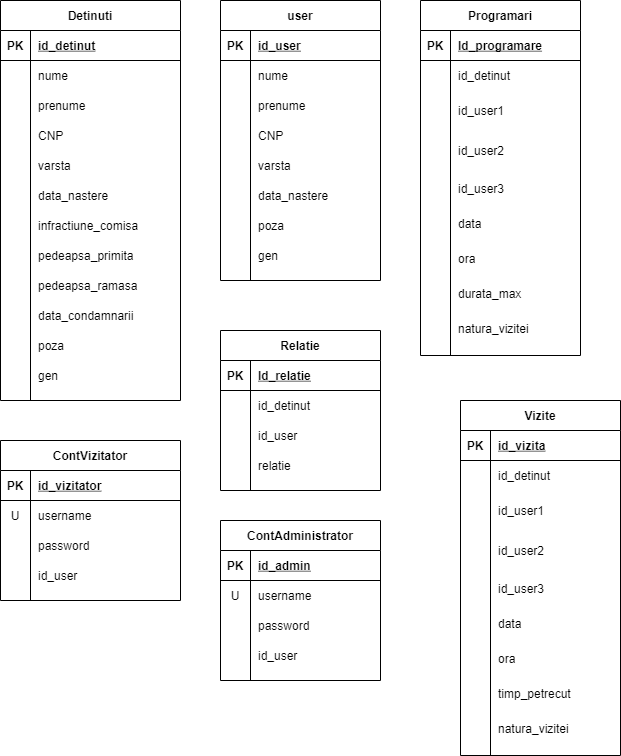 Detinuti
PK id_detinut
nume
prenume
CNP
varsta
data_nastere
infractiune_comisa
pedeapsa_primita
pedeapsa_ramasa
data_condamnarii
poza
gen
user
PK id_user
nume
prenume
CNP
varsta
data_nastere
poza
gen
Programari
PK Id_programare
id_detinut
id_user1
id_user2
id_user3
data
ora
durata_max
natura_vizitei
Relatie
PK Id_relatie
id_detinut
id_user
relatie
ContVizitator
PK id_vizitator
U username
password
id_user
ContAdministrator
PK id_admin
U username
password
id_user
Vizite
PK id_vizita
id_detinut
id_user1
id_user2
id_user3
data
ora
timp_petrecut
natura_vizitei